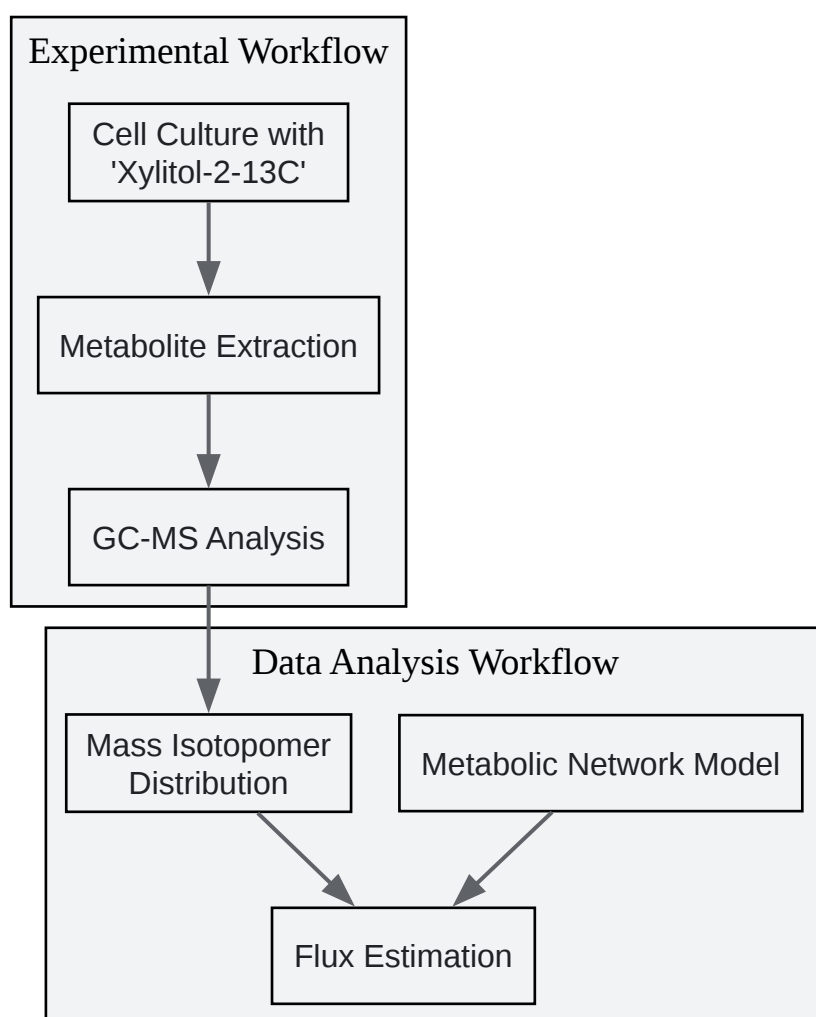 Experimental Workflow
Cell Culture with
'Xylitol-2-13C'
Metabolite Extraction
GC-MS Analysis
Data Analysis Workflow
Mass Isotopomer
Distribution
Metabolic Network Model
Flux Estimation